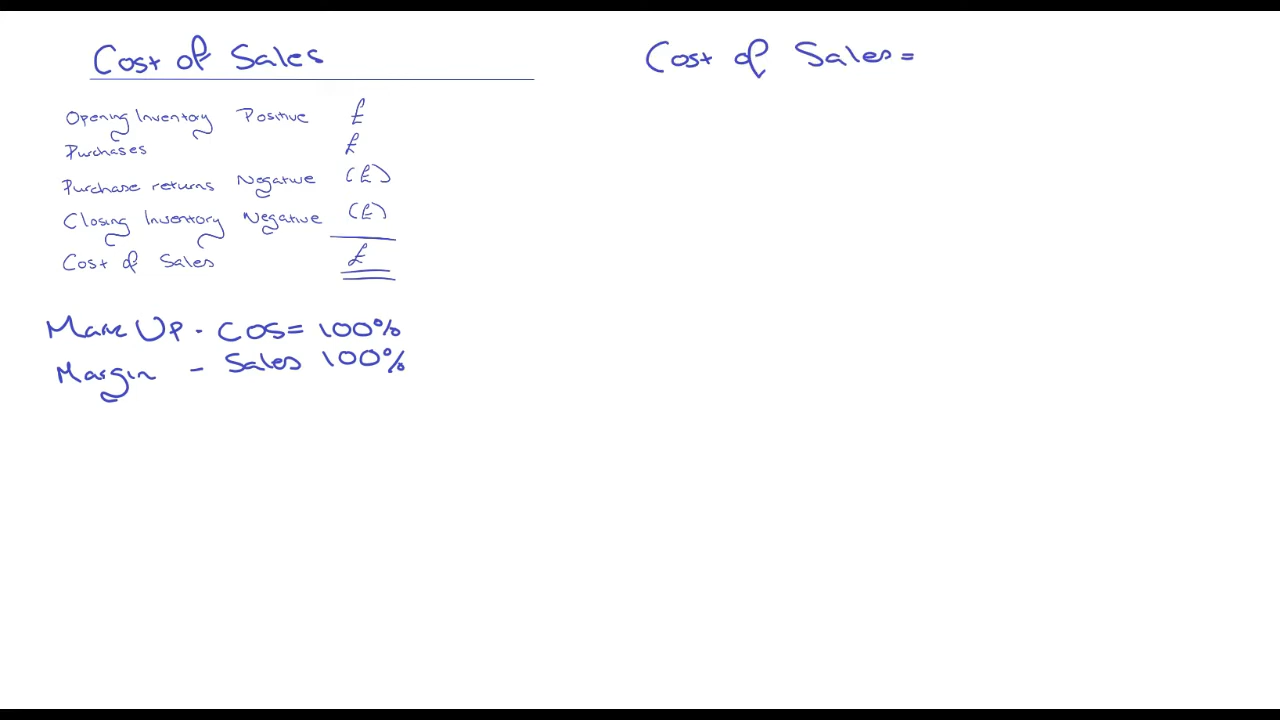 Cost of Sales
Opening Inventory Positive £
Purchases £
Purchase returns Negative (£)
Closing Inventory Negative (£)
Cost of Sales £
Mark Up - COS = 100%
Margin - Sales 100%
Cost of Sales =